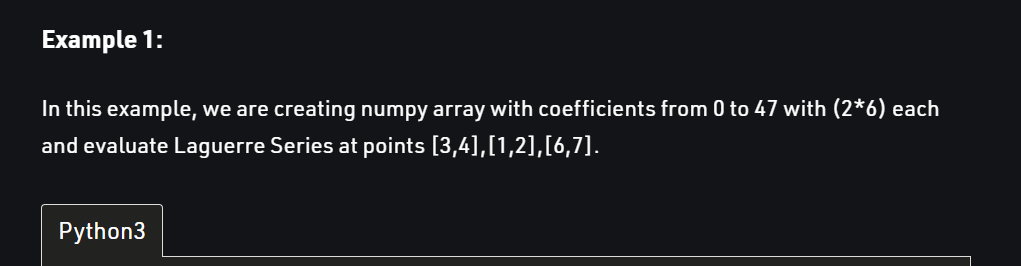 Example 1:
In this example, we are creating numpy array with coefficients from 0 to 47 with (2*6) each
and evaluate Laguerre Series at points [3,4],[1,2],[6,7].
Python3